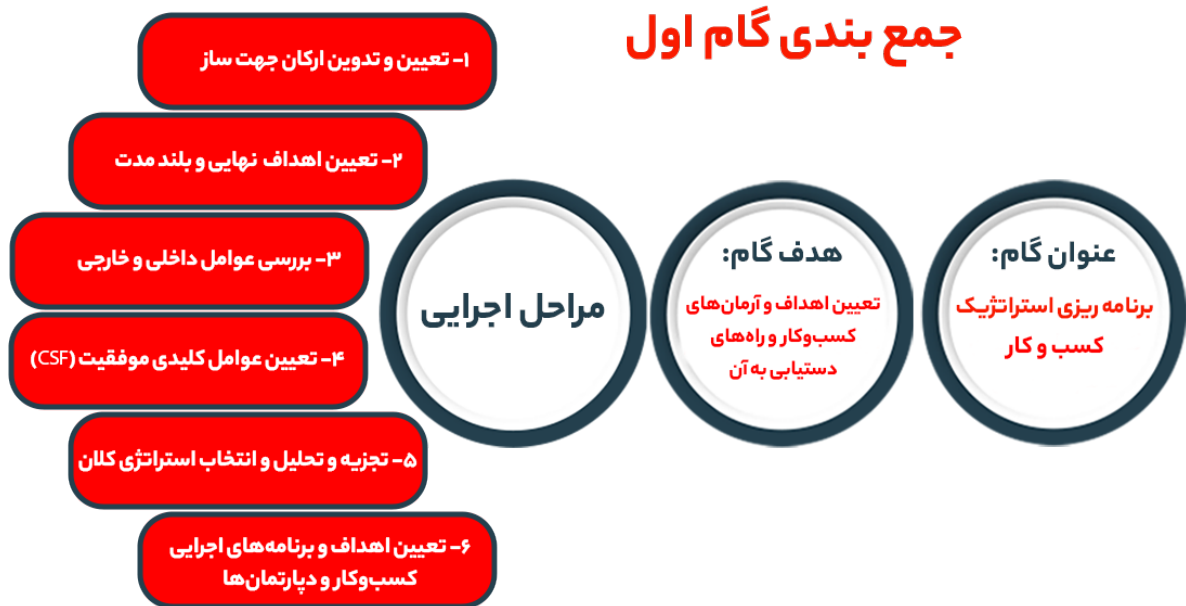 جمع بندی گام اول
عنوان گام:
برنامه ریزی استراتژیک
کسب و کار
هدف گام:
تعیین اهداف و آرمان‌های
کسب‌وکار و راه‌های
دستیابی به آن
مراحل اجرایی
۱- تعیین و تدوین ارکان جهت ساز
۲- تعیین اهداف نهایی و بلند مدت
۳- بررسی عوامل داخلی و خارجی
۴- تعیین عوامل کلیدی موفقیت (CSF)
۵- تجزیه و تحلیل و انتخاب استراتژی کلان
۶- تعیین اهداف و برنامه‌های اجرایی
کسب‌وکار و دپارتمان‌ها